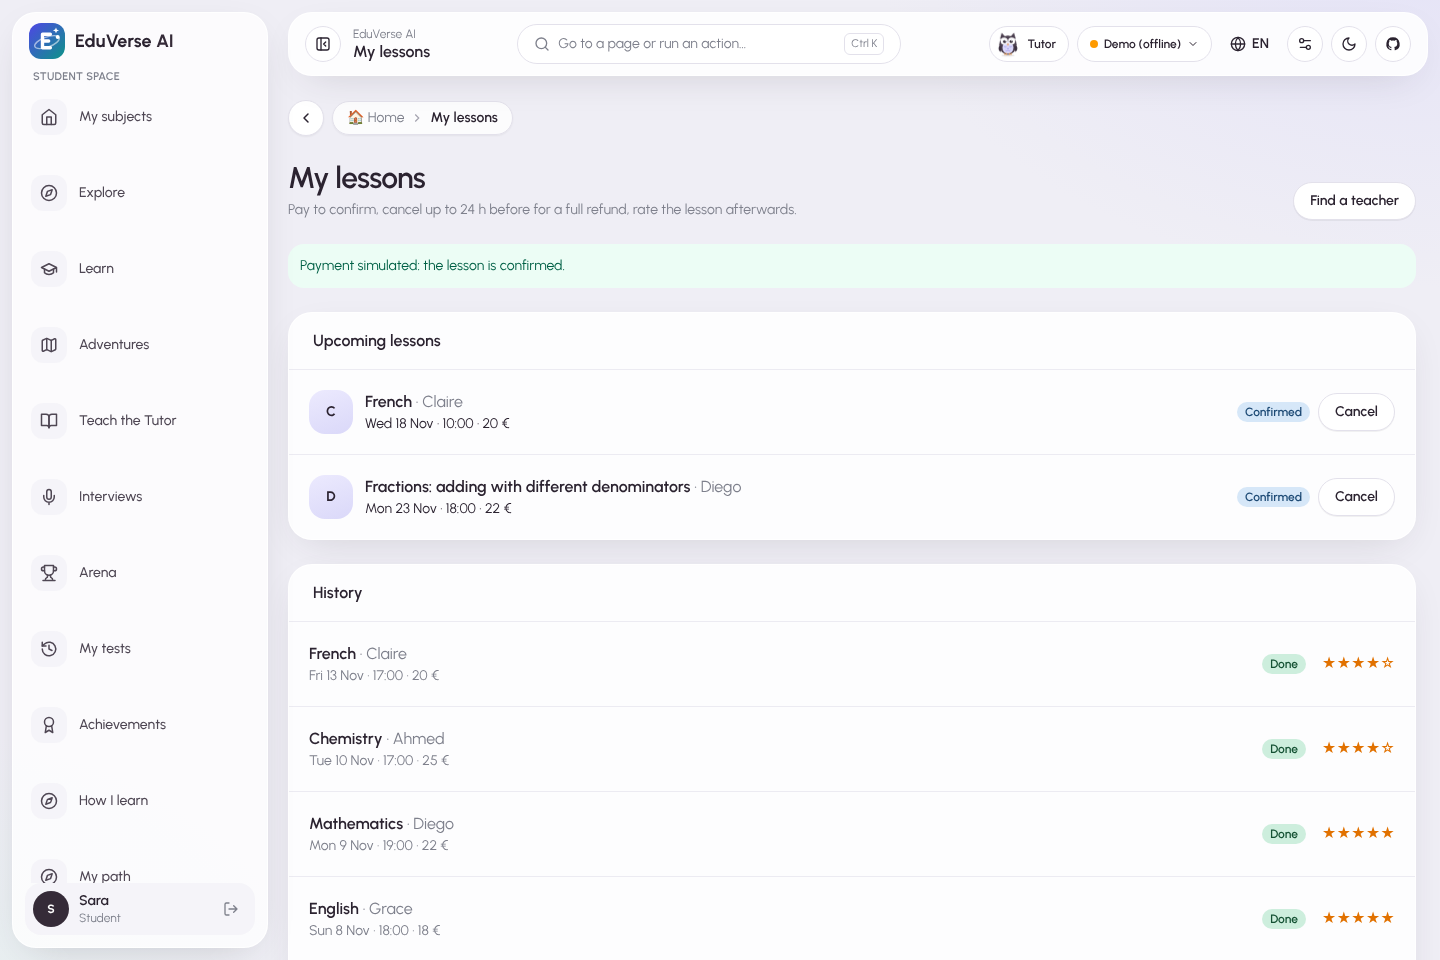 EduVerse AI
STUDENT SPACE
My subjects
Explore
Learn
Adventures
Teach the Tutor
Interviews
Arena
My tests
Achievements
How I learn
My path
S
Sara
Student
EduVerse AI
My lessons
Go to a page or run an action...
Ctrl K
Tutor
Demo (offline)
EN
Home
My lessons
My lessons
Pay to confirm, cancel up to 24 h before for a full refund, rate the lesson afterwards.
Find a teacher
Payment simulated: the lesson is confirmed.
Upcoming lessons
C
French · Claire
Wed 18 Nov · 10:00 · 20 €
Confirmed
Cancel
D
Fractions: adding with different denominators · Diego
Mon 23 Nov · 18:00 · 22 €
Confirmed
Cancel
History
French · Claire
Fri 13 Nov · 17:00 · 20 €
Done
★★★★☆
Chemistry · Ahmed
Tue 10 Nov · 17:00 · 25 €
Done
★★★★☆
Mathematics · Diego
Mon 9 Nov · 19:00 · 22 €
Done
★★★★★
English · Grace
Sun 8 Nov · 18:00 · 18 €
Done
★★★★★